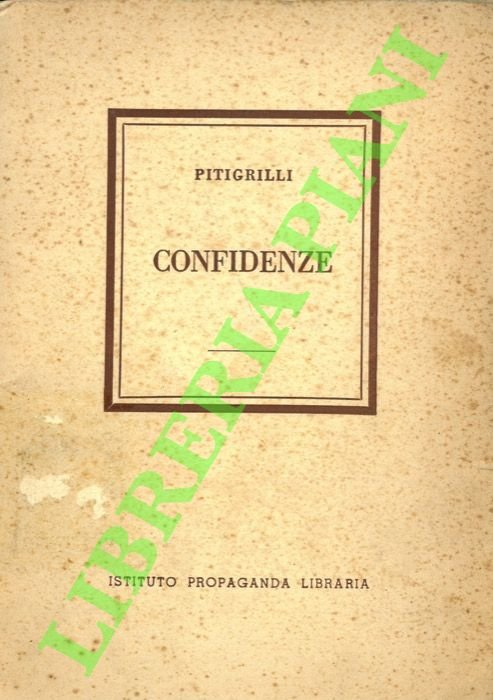 PITIGRILLI
CONFIDENZE
ISTITUTO PROPAGANDA LIBRARIA
LIBRERIA PIANI